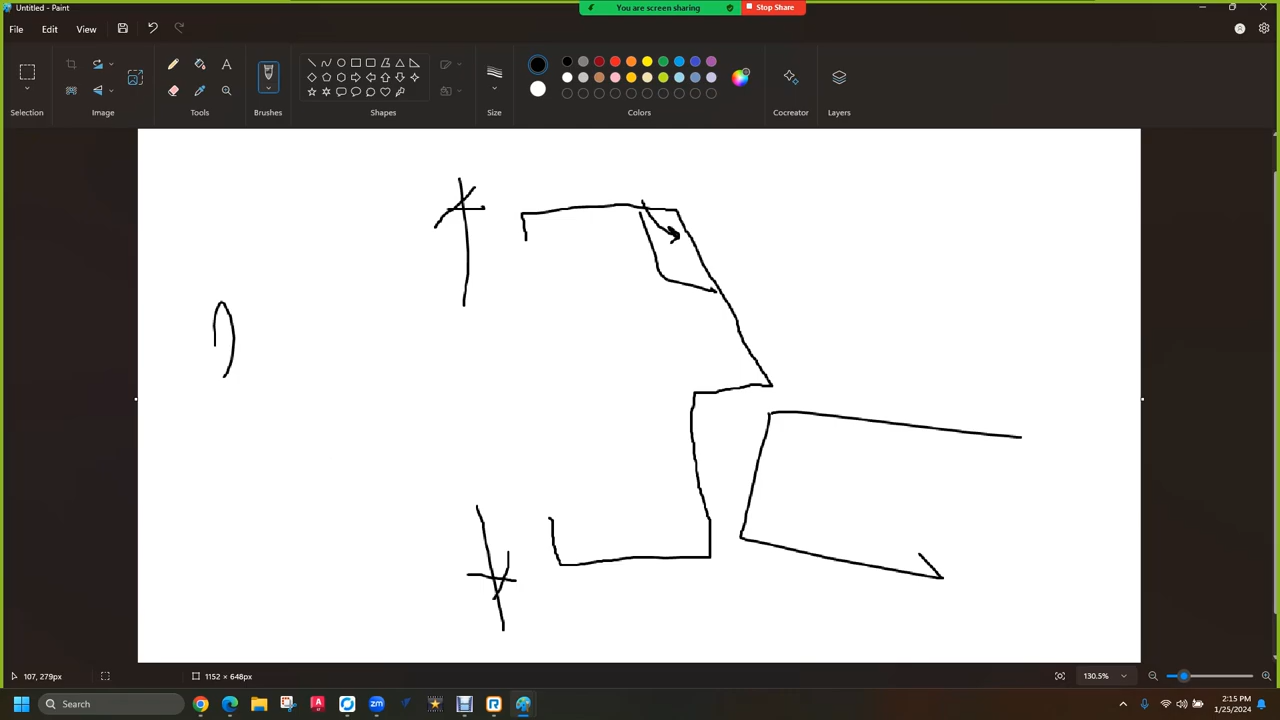 Untitled - Paint
You are screen sharing
Stop Share
File
Edit
View
Selection
Image
Tools
Brushes
Shapes
Size
Colors
Cocreator
Layers
107, 279px
1152 × 648px
130.5%
Search
2:15 PM
1/25/2024